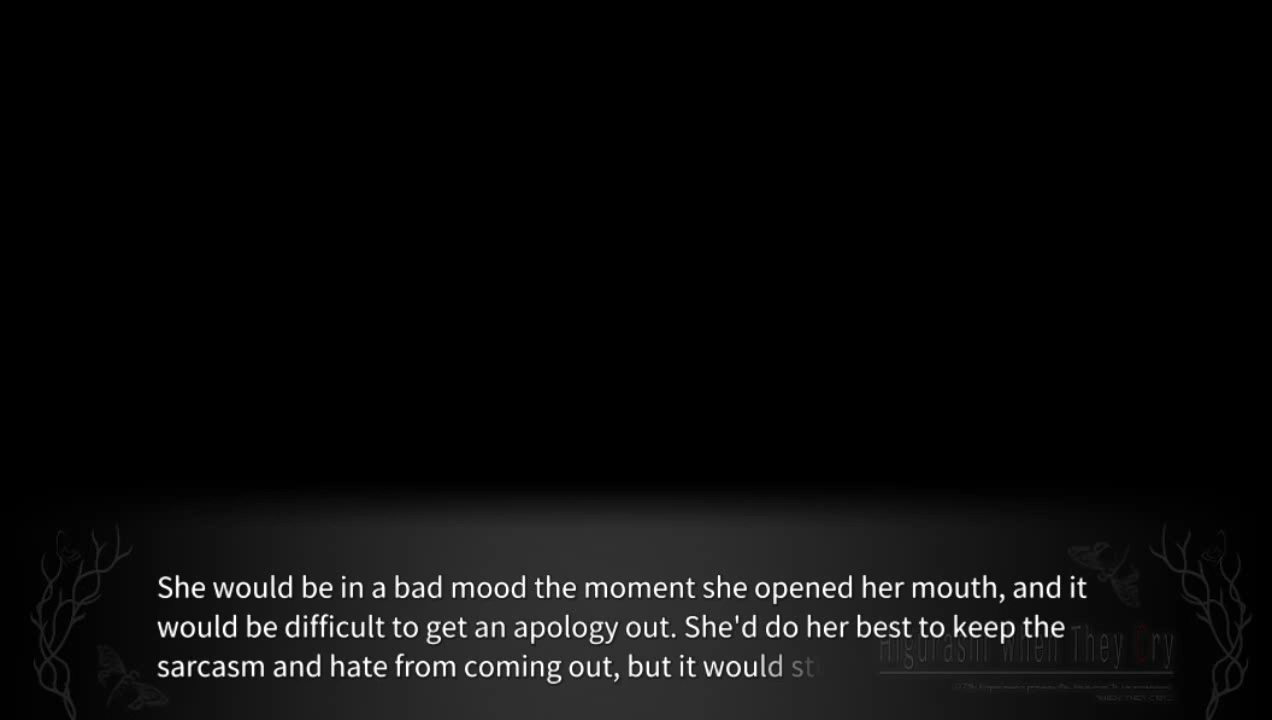 She would be in a bad mood the moment she opened her mouth, and it
would be difficult to get an apology out. She'd do her best to keep the
sarcasm and hate from coming out, but it would st
Higurashi When They Cry